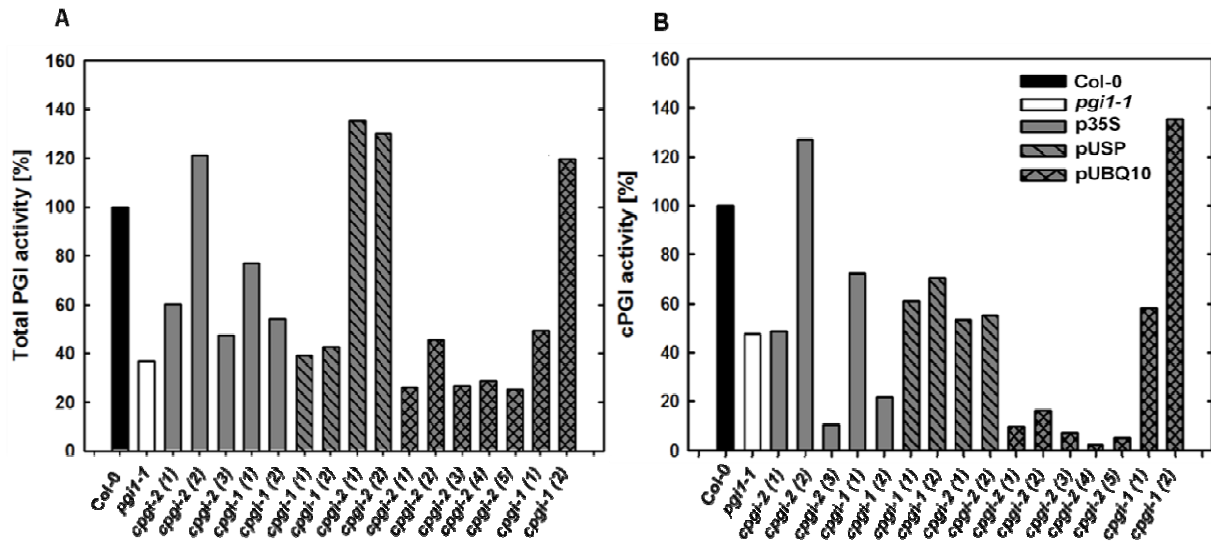 A
Total PGI activity [%]
160
140
120
100
80
60
40
20
0
Col-0
pgi1-1
cpgi-2 (1)
cpgi-2 (2)
cpgi-2 (3)
cpgi-1 (1)
cpgi-1 (2)
cpgi-1 (1)
cpgi-1 (2)
cpgi-2 (1)
cpgi-2 (2)
cpgi-2 (1)
cpgi-2 (2)
cpgi-2 (3)
cpgi-2 (4)
cpgi-2 (5)
cpgi-1 (1)
cpgi-1 (2)
B
cPGI activity [%]
160
140
120
100
80
60
40
20
0
Col-0
pgi1-1
p35S
pUSP
pUBQ10
Col-0
pgi1-1
cpgi-2 (1)
cpgi-2 (2)
cpgi-2 (3)
cpgi-1 (1)
cpgi-1 (2)
cpgi-1 (1)
cpgi-1 (2)
cpgi-2 (1)
cpgi-2 (2)
cpgi-2 (1)
cpgi-2 (2)
cpgi-2 (3)
cpgi-2 (4)
cpgi-2 (5)
cpgi-1 (1)
cpgi-1 (2)